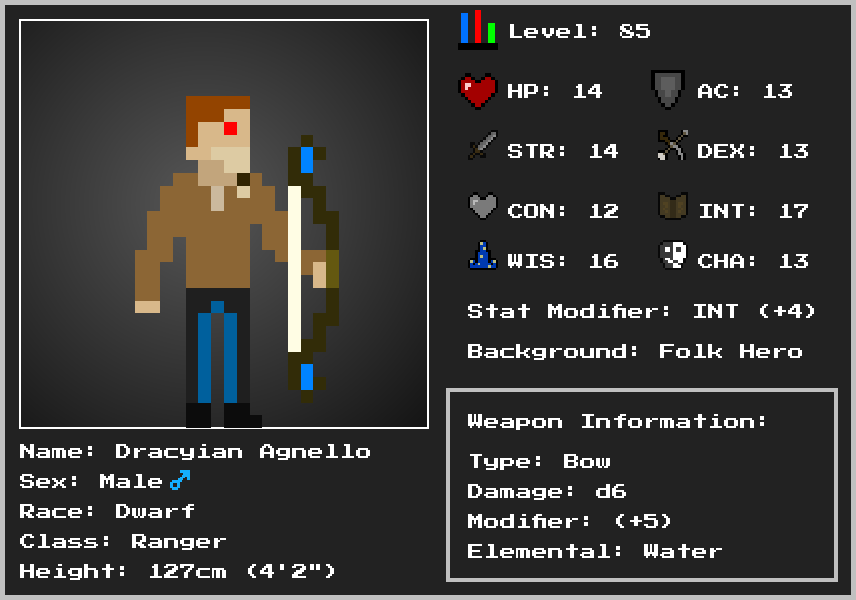 Level: 85
HP: 14 AC: 13
STR: 14 DEX: 13
CON: 12 INT: 17
WIS: 16 CHA: 13
Stat Modifier: INT (+4)
Background: Folk Hero
Name: Dracyian Agnello
Sex: Male ♂
Race: Dwarf
Class: Ranger
Height: 127cm (4'2")
Weapon Information:
Type: Bow
Damage: d6
Modifier: (+5)
Elemental: Water